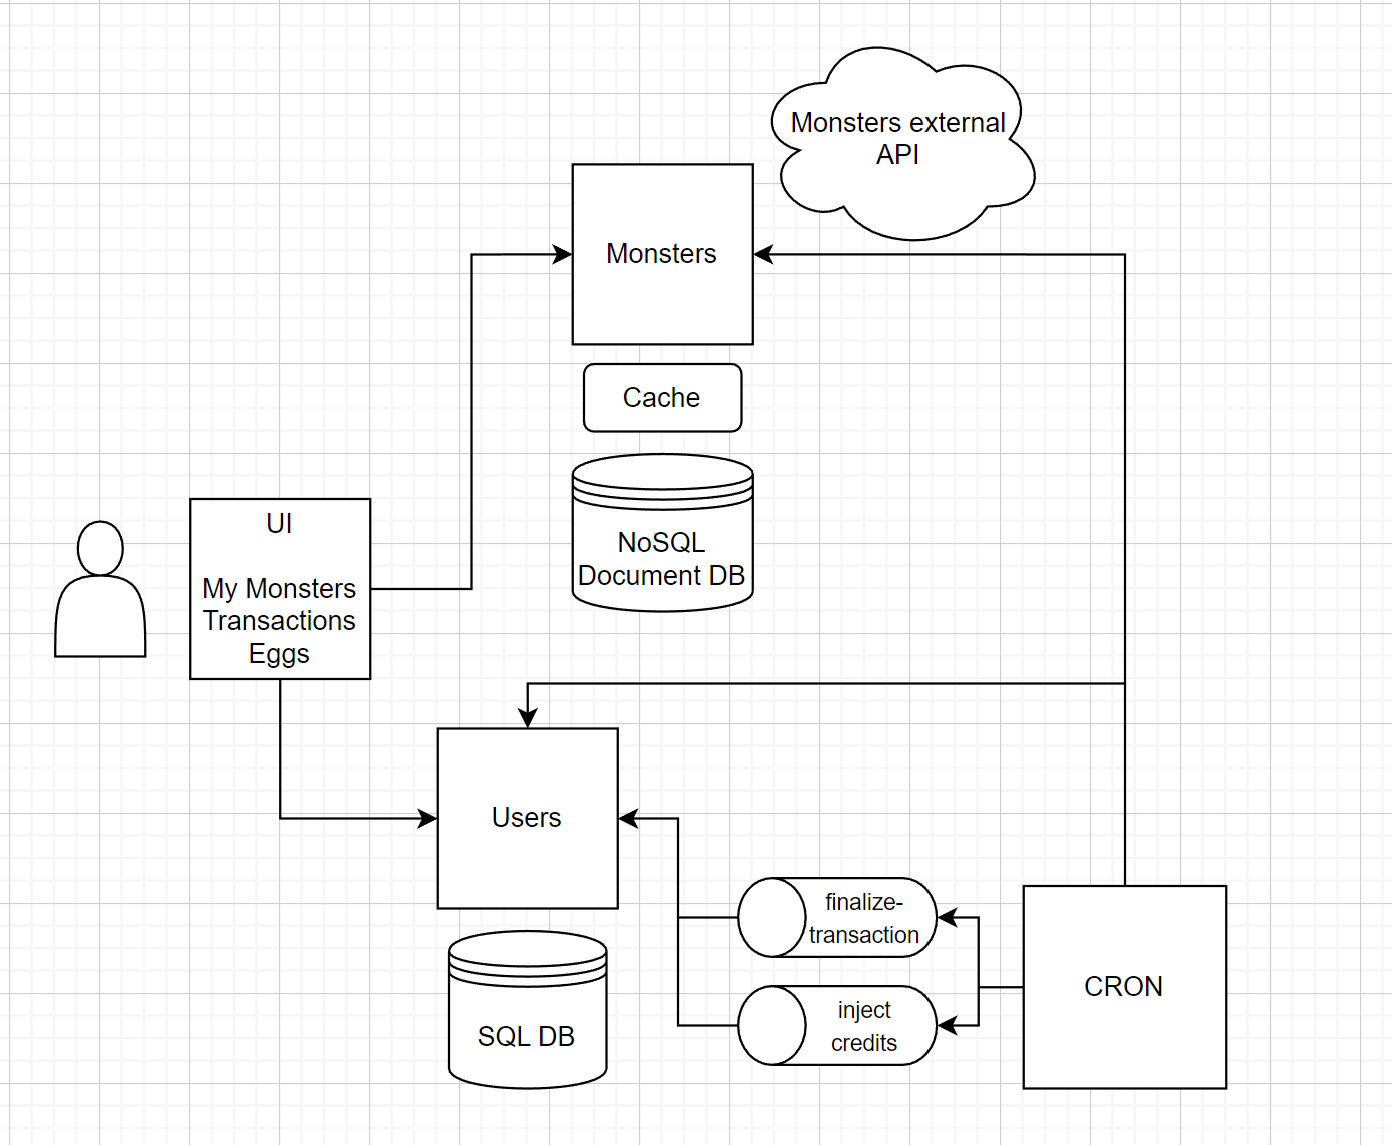 Monsters external
API
Monsters
Cache
NoSQL
Document DB
UI
My Monsters
Transactions
Eggs
Users
finalize-
transaction
inject
credits
CRON
SQL DB